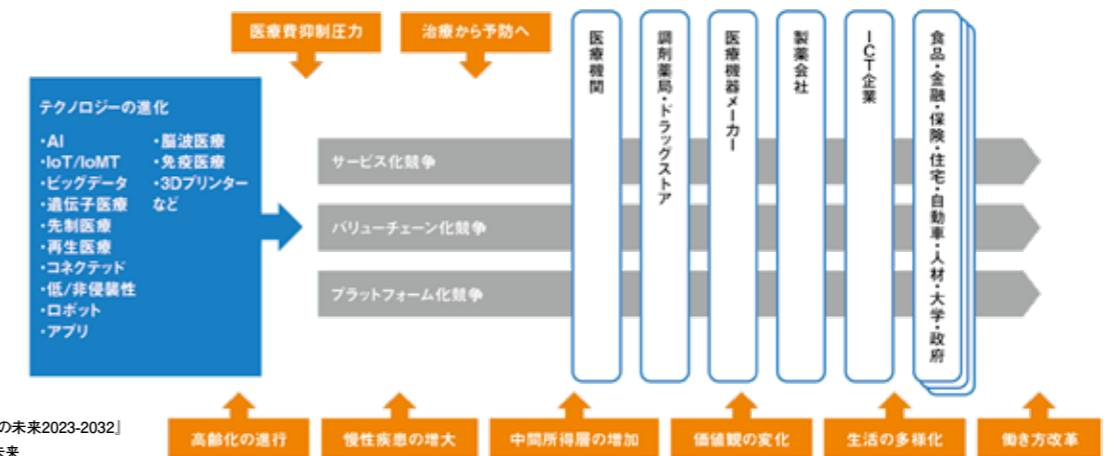 医療費抑制圧力
治療から予防へ
テクノロジーの進化
・AI
・IoT/IoMT
・ビッグデータ
・遺伝子医療
・先制医療
・再生医療
・コネクテッド
・低/非侵襲性
・ロボット
・アプリ
・脳波医療
・免疫医療
・3Dプリンター
など
サービス化競争
バリューチェーン化競争
プラットフォーム化競争
医療機関
調剤薬局・ドラッグストア
医療機器メーカー
製薬会社
ICT企業
食品・金融・保険・住宅・自動車・人材・大学・政府
の未来2023-2032』
未来
高齢化の進行
慢性疾患の増大
中間所得層の増加
価値観の変化
生活の多様化
働き方改革